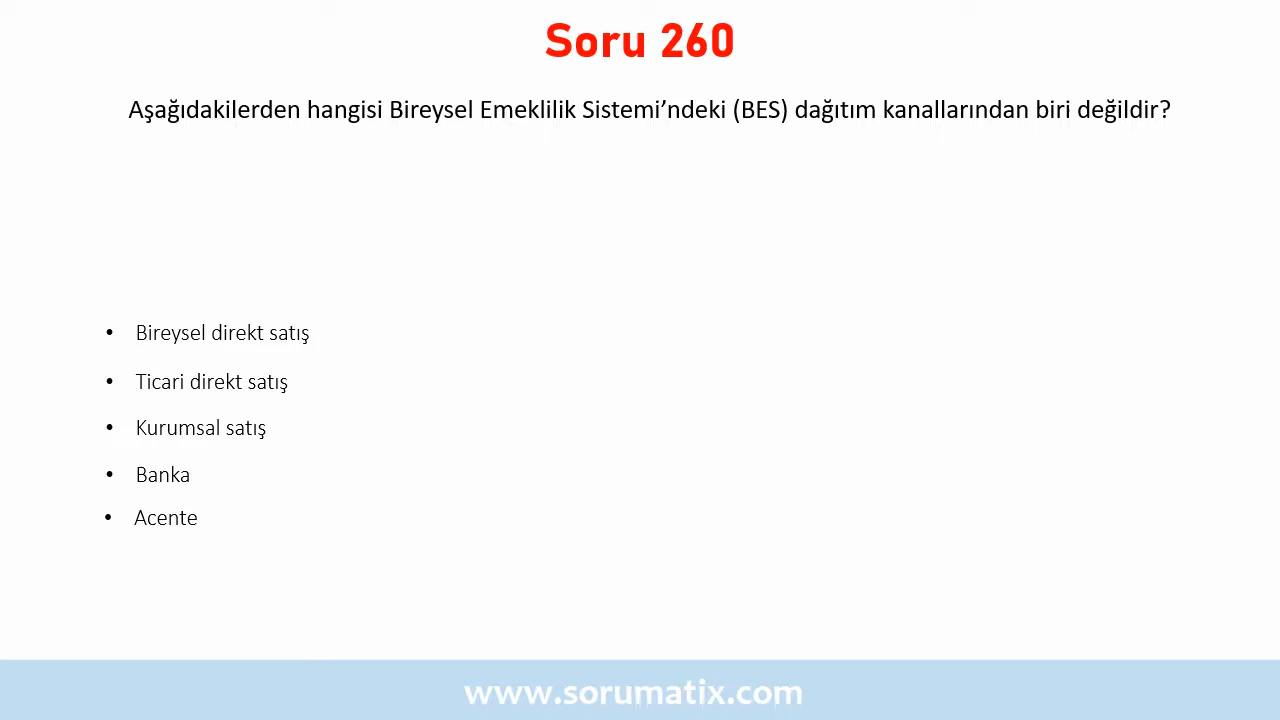 Soru 260
Aşağıdakilerden hangisi Bireysel Emeklilik Sistemi’ndeki (BES) dağıtım kanallarından biri değildir?
• Bireysel direkt satış
• Ticari direkt satış
• Kurumsal satış
• Banka
• Acente
www.sorumatix.com